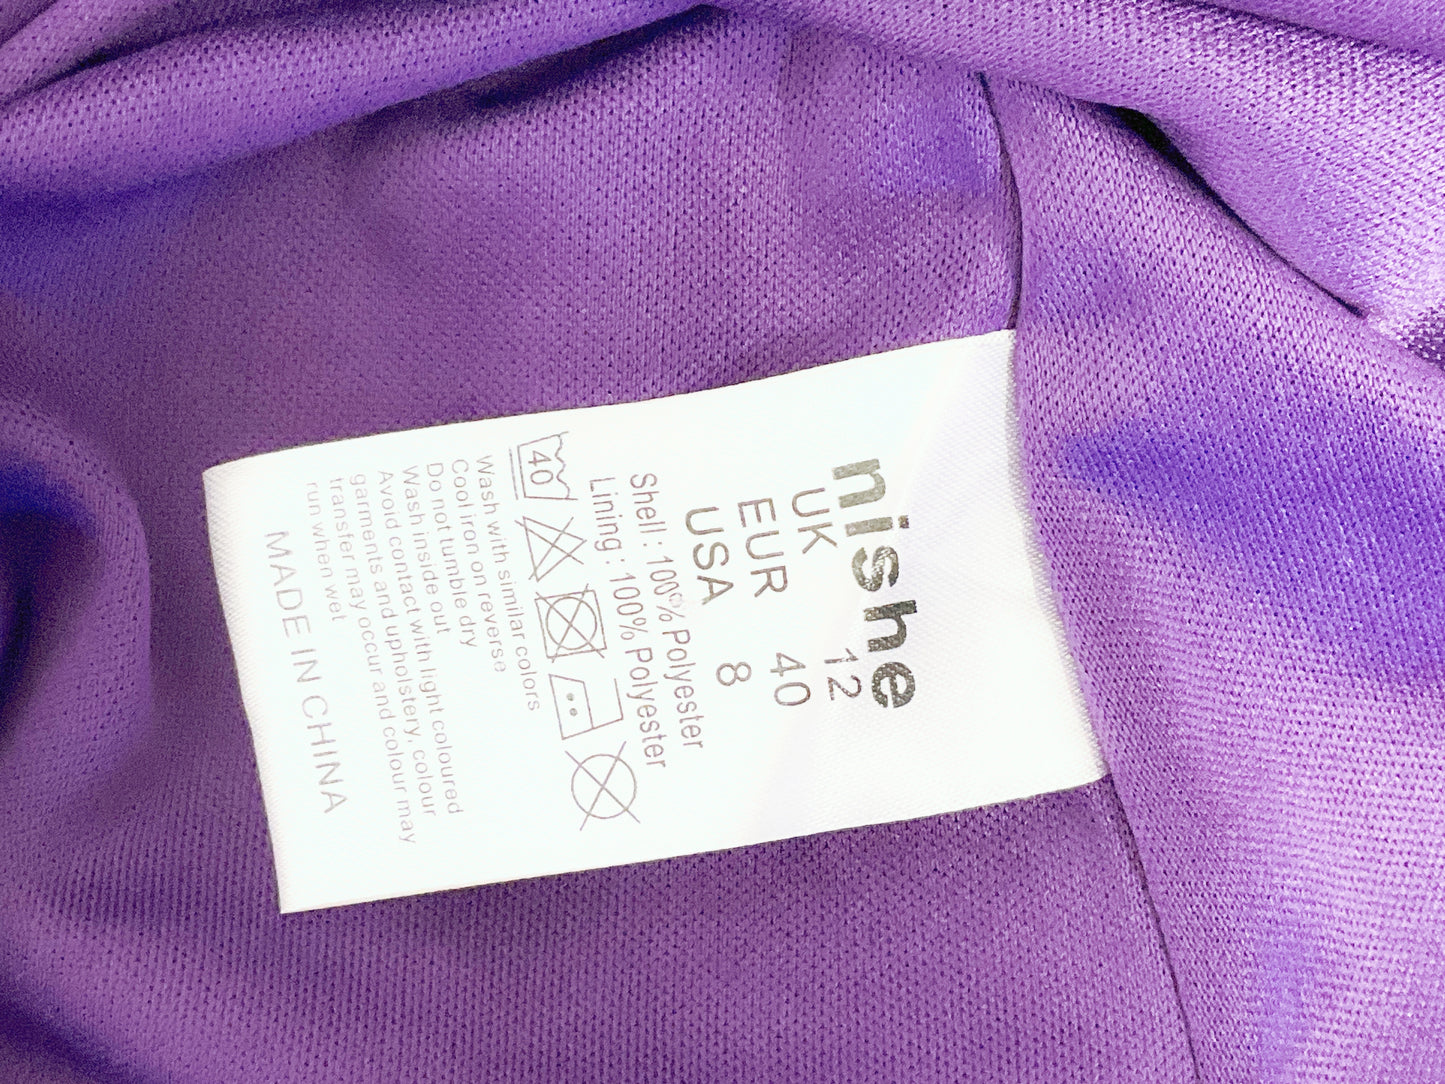 nishe
UK 12
EUR 40
USA 8
Shell : 100% Polyester
Lining : 100% Polyester
40
Wash with similar colors
Cool iron on reverse
Do not tumble dry
Wash inside out
Avoid contact with light coloured
garments and upholstery, colour
transfer may occur and colour may
run when wet
MADE IN CHINA